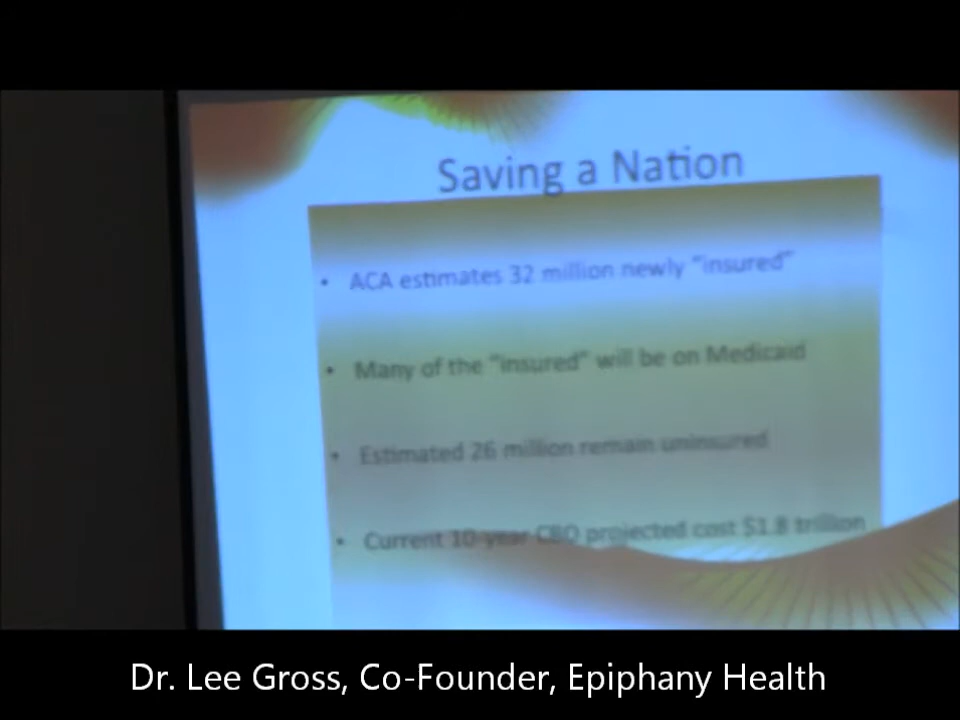 Saving a Nation
• ACA estimates 32 million newly "insured"
• Many of the "insured" will be on Medicaid
• Estimated 26 million remain uninsured
• Current 10-year CBO projected cost $1.8 trillion
Dr. Lee Gross, Co-Founder, Epiphany Health